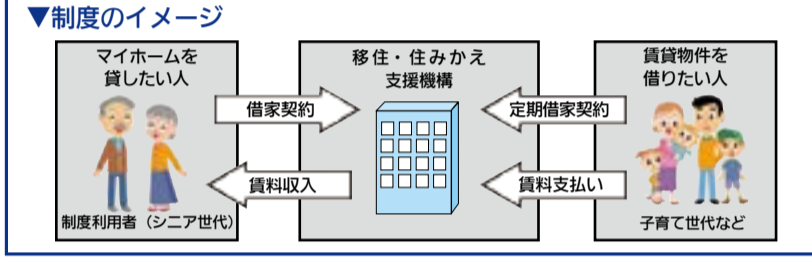 ▼制度のイメージ
マイホームを
貸したい人
制度利用者（シニア世代）
借家契約
賃料収入
移住・住みかえ
支援機構
定期借家契約
賃料支払い
賃貸物件を
借りたい人
子育て世代など